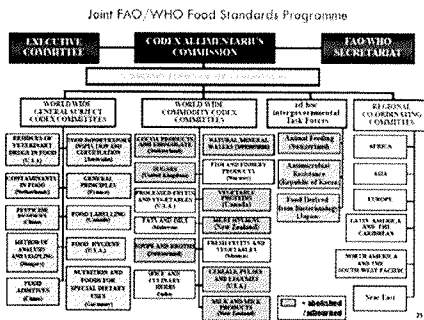 Joint FAO/WHO Food Standards Programme
EXECUTIVE
COMMITTEE
CODEX ALIMENTARIUS
COMMISSION
FAO/WHO
SECRETARIAT
WORLD WIDE
GENERAL SUBJECT
CODEX COMMITTEES
RESIDUES OF
VETERINARY
DRUGS IN FOOD
(U.S.A.)
CONTAMINANTS
IN FOOD
(Netherlands)
PESTICIDE
RESIDUES
(China)
METHOD OF
ANALYSIS
AND SAMPLING
(Hungary)
FOOD
ADDITIVES
(China)
FOOD IMPORT/EXPORT
INSPECTION AND
CERTIFICATION
(Australia)
GENERAL
PRINCIPLES
(France)
FOOD LABELLING
(Canada)
FOOD HYGIENE
(U.S.A.)
NUTRITION AND
FOODS FOR
SPECIAL DIETARY
USES
(Germany)
WORLD WIDE
COMMODITY CODEX
COMMITTEES
COCOA PRODUCTS
AND CHOCOLATE
(Switzerland)
SUGARS
(United Kingdom)
PROCESSED FRUITS
AND VEGETABLES
(U.S.A.)
FATS AND OILS
(Malaysia)
SOUPS AND BROTHS
(Switzerland)
SPICE AND
CULINARY
HERBS
(India)
NATURAL MINERAL
WATERS (Switzerland)
FISH AND FISHERY
PRODUCTS
(Norway)
VEGETABLE
PROTEINS
(Canada)
MEAT HYGIENE
(New Zealand)
FRESH FRUITS AND
VEGETABLES
(Mexico)
CEREALS, PULSES
AND LEGUMES
(U.S.A.)
MILK AND MILK
PRODUCTS
(New Zealand)
ad hoc
intergovernmental
Task Forces
Animal Feeding
(Switzerland)
Antimicrobial
Resistance
(Republic of Korea)
Food Derived
from Biotechnology
(Japan)
= abolished
/adjourned
REGIONAL
CO-ORDINATING
COMMITTEES
AFRICA
ASIA
EUROPE
LATIN AMERICA
AND THE
CARIBBEAN
NORTH AMERICA
AND THE
SOUTH WEST PACIFIC
Near East